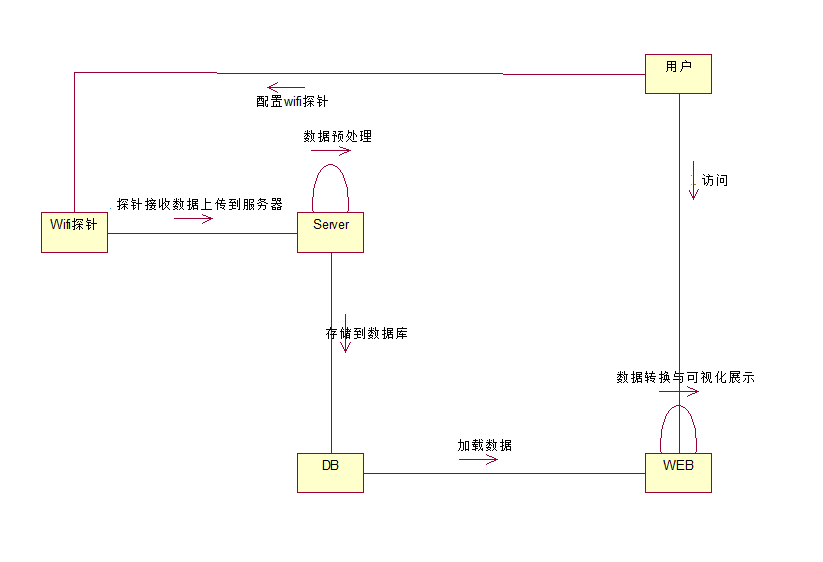 用户
配置wifi探针
数据预处理
访问
探针接收数据上传到服务器
Wifi探针
Server
存储到数据库
数据转换与可视化展示
加载数据
DB
WEB